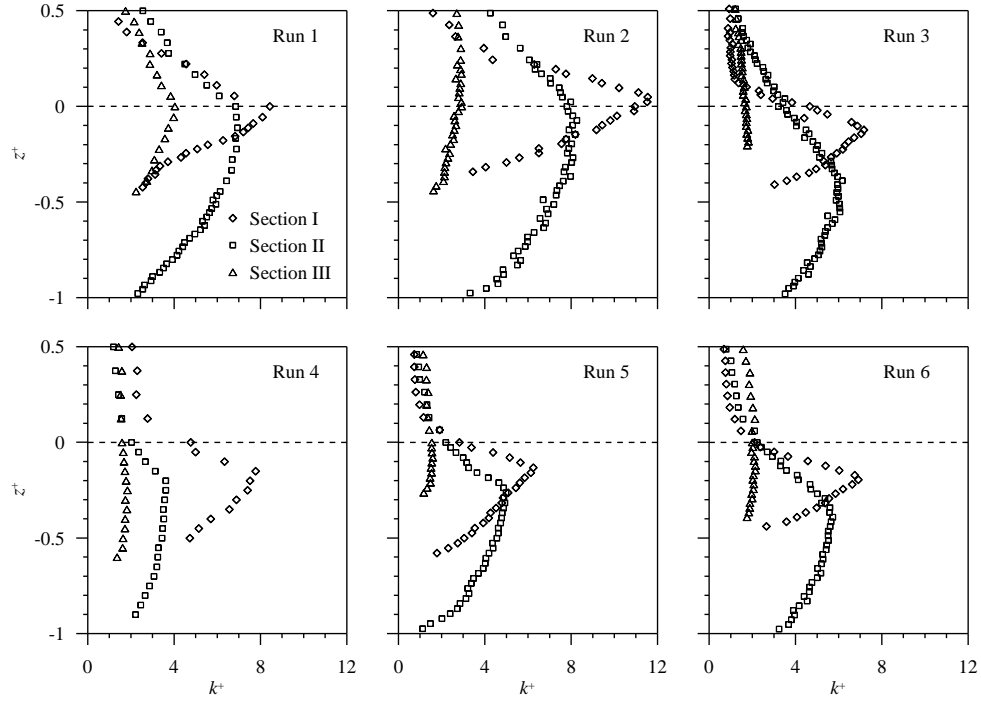 0.5
Run 1
Run 2
Run 3
0
z⁺
-0.5
Section I
Section II
Section III
-1
0.5
Run 4
Run 5
Run 6
0
z⁺
-0.5
-1
0 4 8 12 0 4 8 12 0 4 8 12
k⁺ k⁺ k⁺